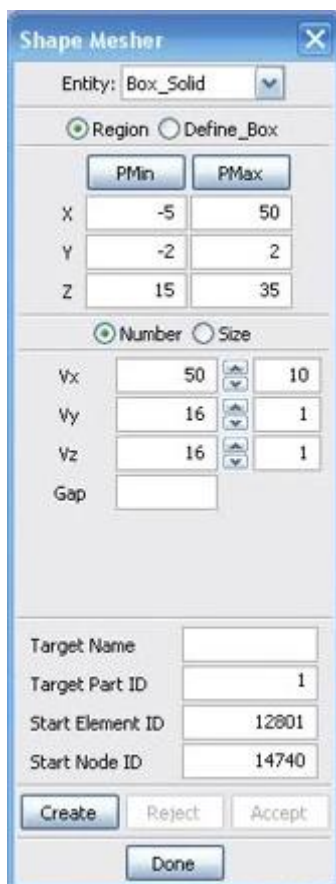 Shape Mesher
Entity: Box_Solid
Region Define_Box
PMin PMax
X -5 50
Y -2 2
Z 15 35
Number Size
Vx 50 10
Vy 16 1
Vz 16 1
Gap
Target Name
Target Part ID 1
Start Element ID 12801
Start Node ID 14740
Create Reject Accept
Done